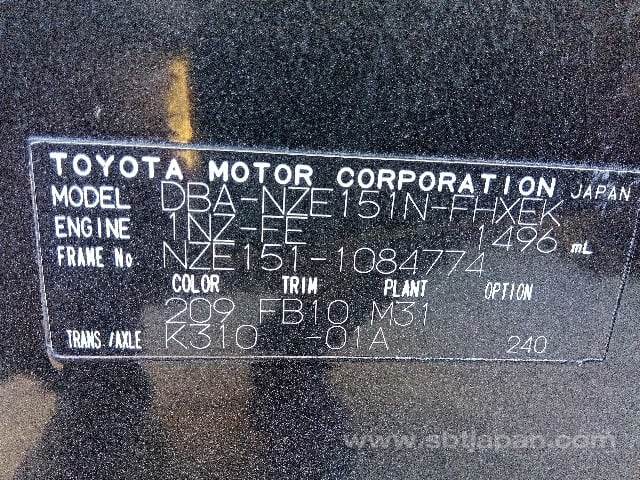 TOYOTA MOTOR CORPORATION JAPAN
MODEL DBA-NZE151N-FHXEK
ENGINE 1NZ-FE 1496 mL
FRAME No NZE151-1084774
COLOR TRIM PLANT OPTION
209 FB10 M31
TRANS./AXLE K310 -01A 240
www.sbtjapan.com